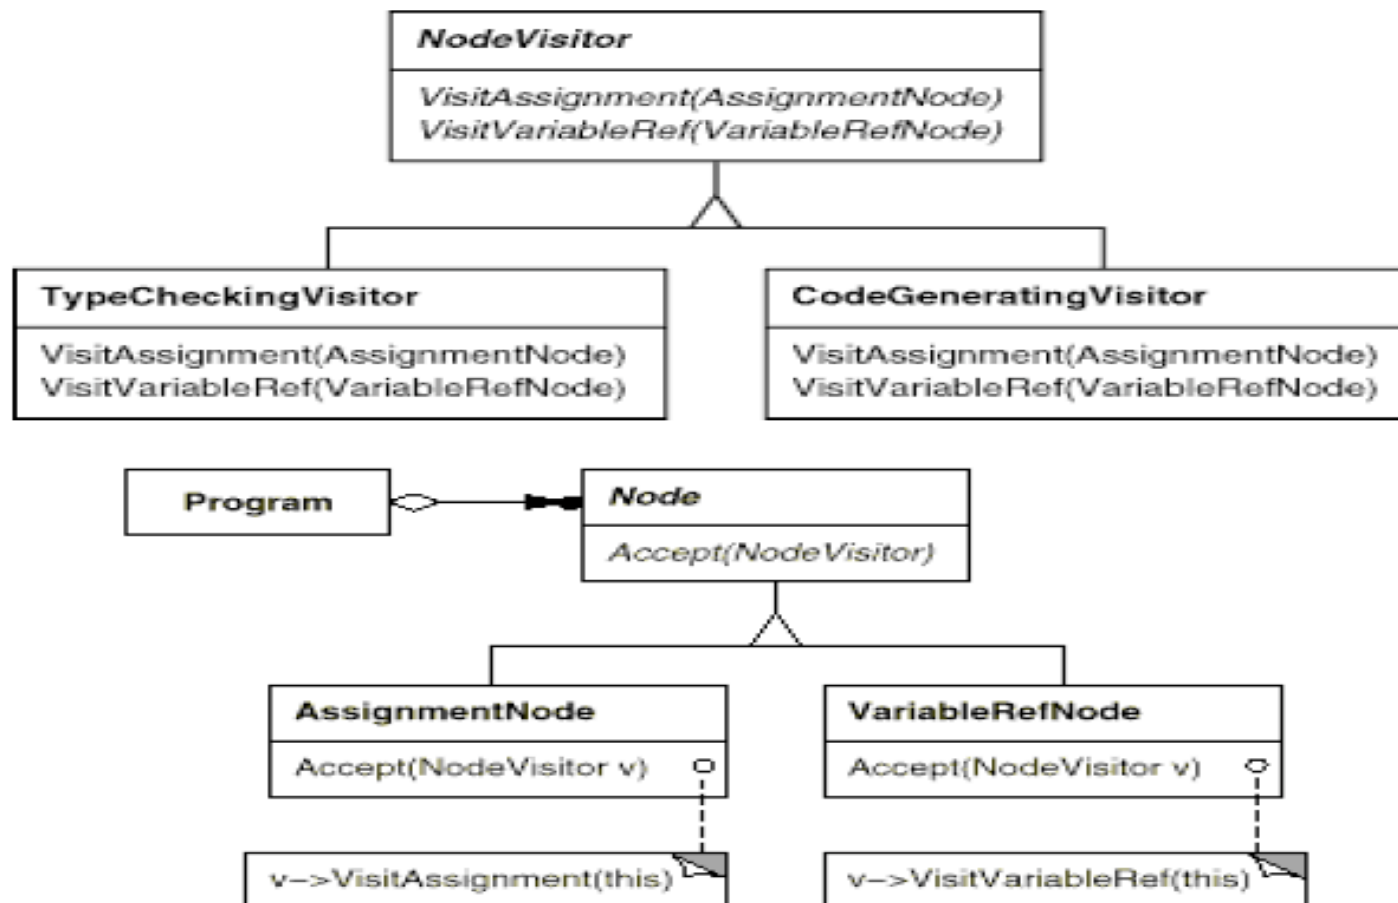 NodeVisitor
VisitAssignment(AssignmentNode)
VisitVariableRef(VariableRefNode)
TypeCheckingVisitor
VisitAssignment(AssignmentNode)
VisitVariableRef(VariableRefNode)
CodeGeneratingVisitor
VisitAssignment(AssignmentNode)
VisitVariableRef(VariableRefNode)
Program
Node
Accept(NodeVisitor)
AssignmentNode
Accept(NodeVisitor v)
VariableRefNode
Accept(NodeVisitor v)
v->VisitAssignment(this)
v->VisitVariableRef(this)